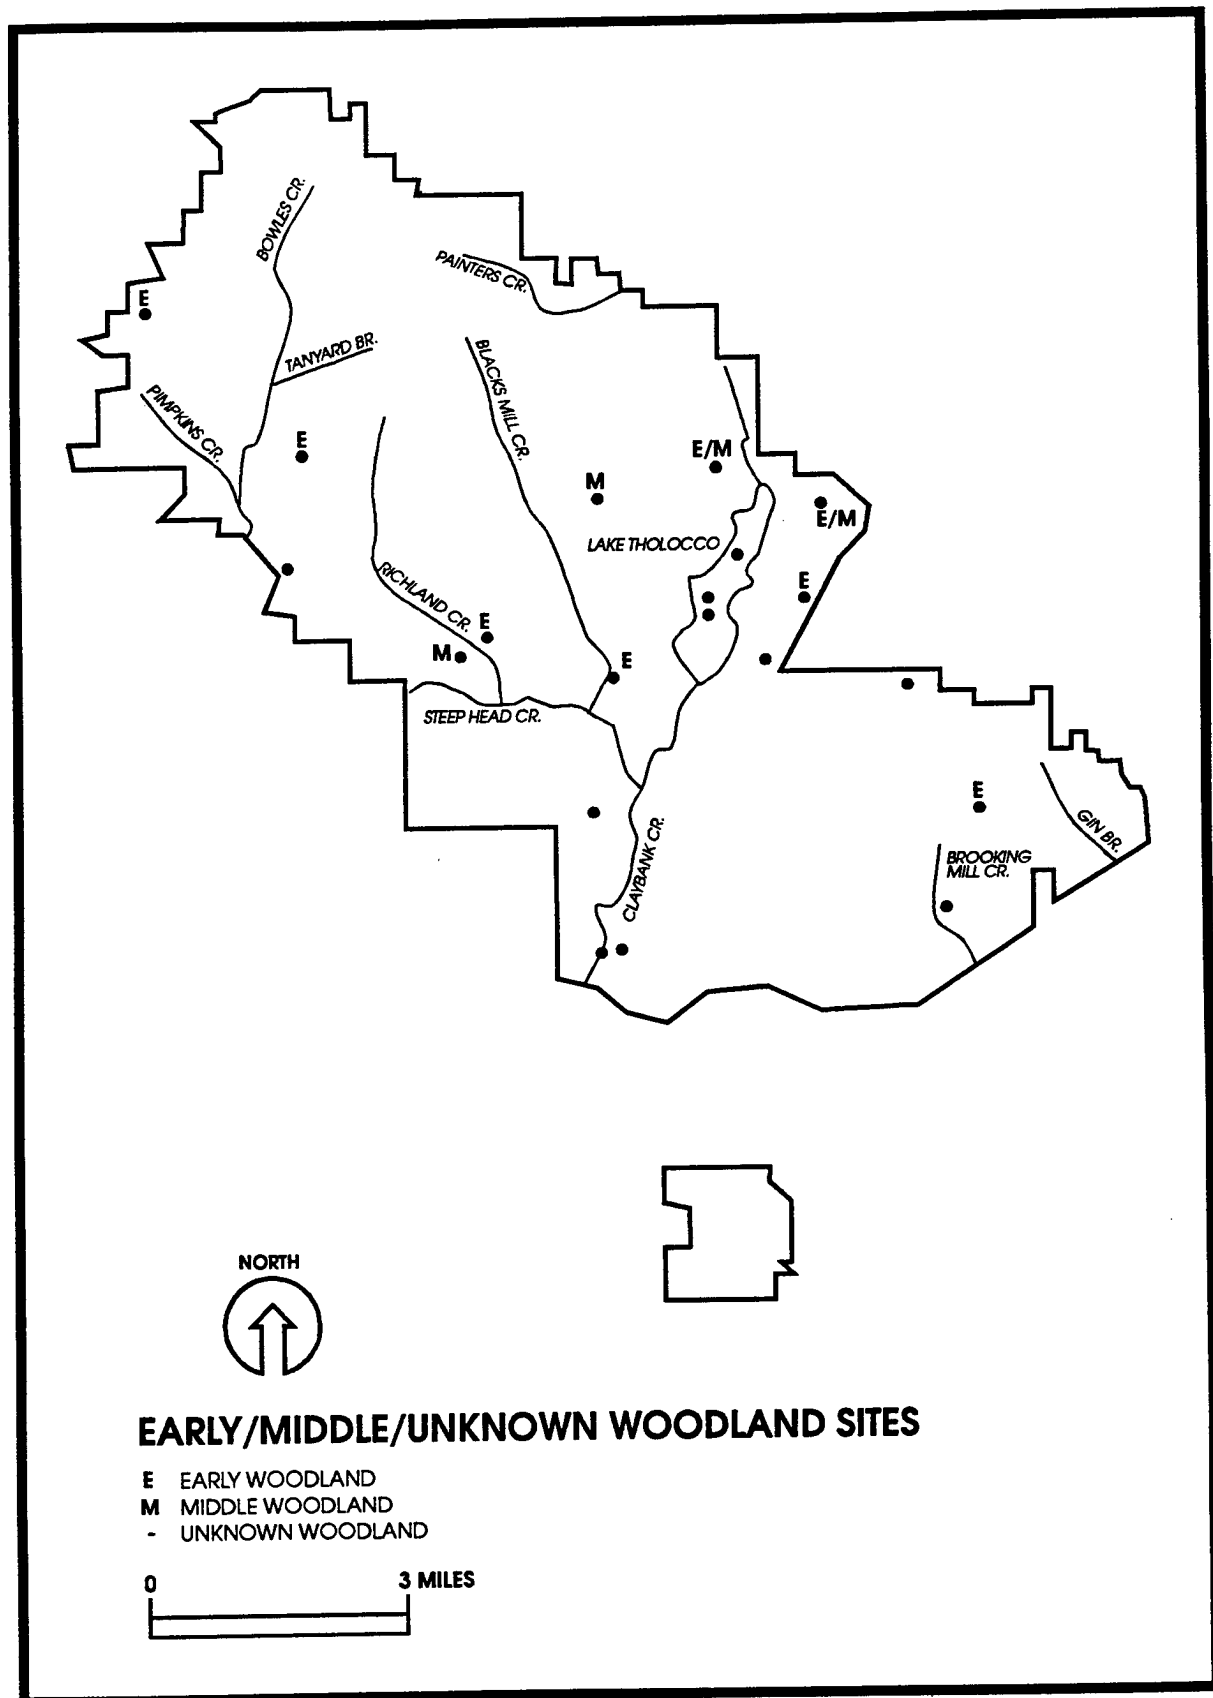 BOWLES CR.
PAINTERS CR.
E
TANYARD BR.
BLACKS MILL CR.
PIMPKINS CR.
E
E/M
M
E/M
LAKE THOLOCCO
RICHLAND CR.
E
E
M
E
STEEP HEAD CR.
E
GIN BR.
CLAYBANK CR.
BROOKING
MILL CR.
NORTH
EARLY/MIDDLE/UNKNOWN WOODLAND SITES
E EARLY WOODLAND
M MIDDLE WOODLAND
- UNKNOWN WOODLAND
0 3 MILES